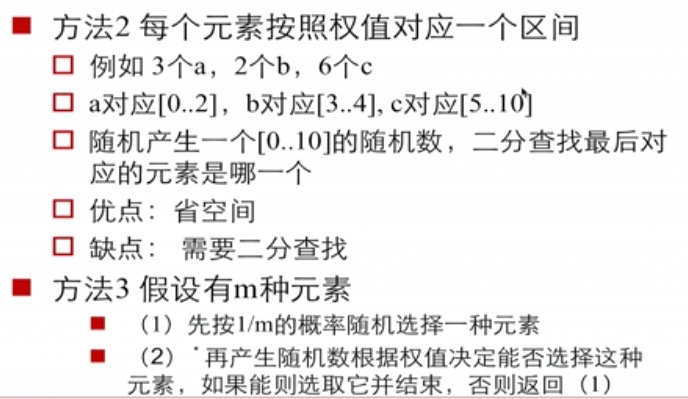 方法2 每个元素按照权值对应一个区间
例如 3个a，2个b，6个c
a对应[0..2]，b对应[3..4], c对应[5..10]
随机产生一个[0..10]的随机数，二分查找最后对
应的元素是哪一个
优点：省空间
缺点： 需要二分查找
方法3 假设有m种元素
（1）先按1/m的概率随机选择一种元素
（2）再产生随机数根据权值决定能否选择这种
元素，如果能则选取它并结束，否则返回（1）